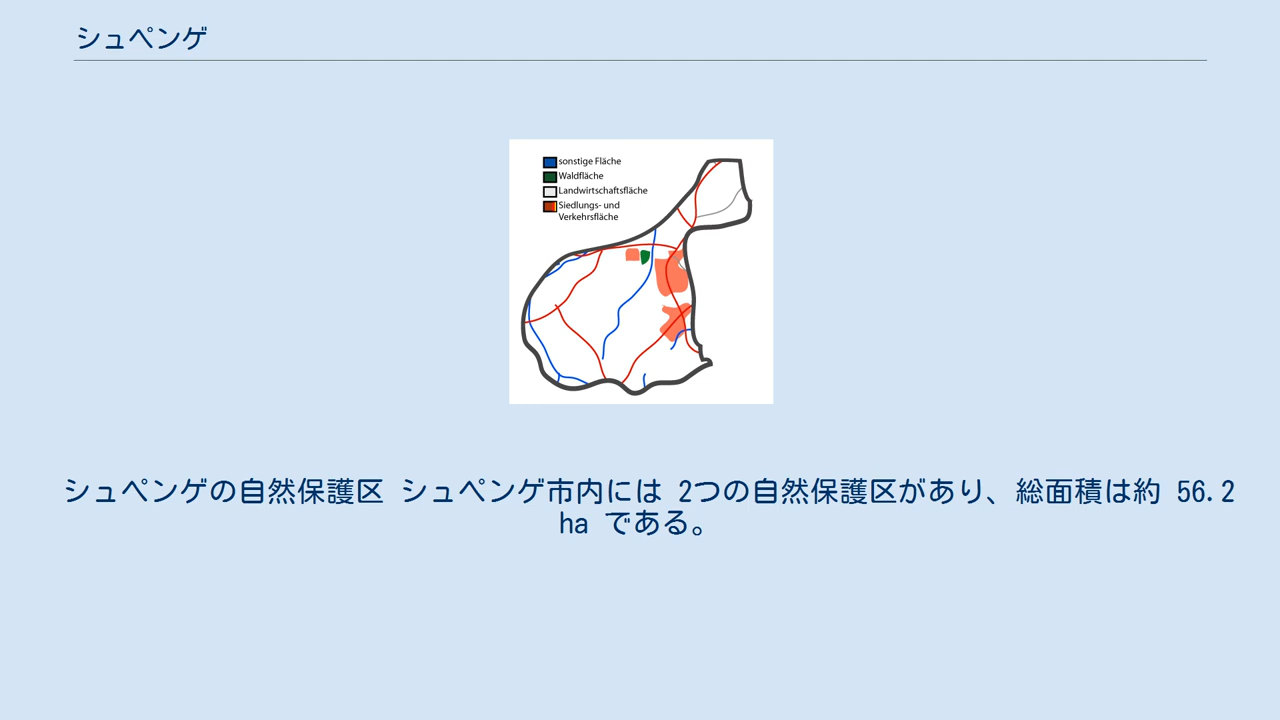 シュペンゲ
sonstige Fläche
Waldfläche
Landwirtschaftsfläche
Siedlungs- und
Verkehrsfläche
シュペンゲの自然保護区 シュペンゲ市内には 2つの自然保護区があり、総面積は約 56.2
ha である。